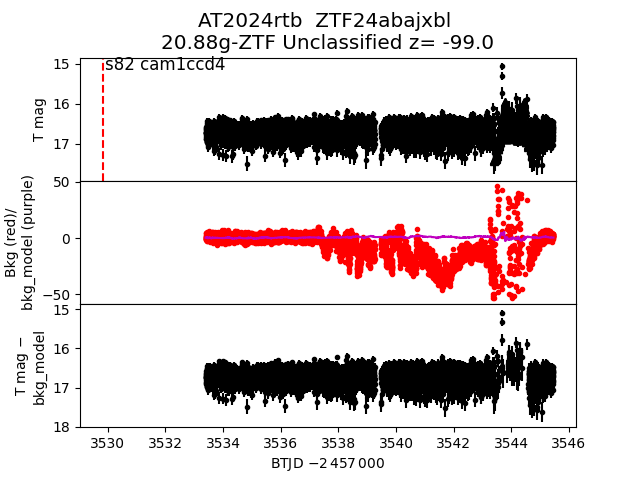 AT2024rtb  ZTF24abajxbl
20.88g-ZTF Unclassified z= -99.0
s82 cam1ccd4
15
16
17
T mag
50
0
−50
Bkg (red)/
bkg_model (purple)
15
16
17
18
T mag −
bkg_model
3530 3532 3534 3536 3538 3540 3542 3544 3546
BTJD −2 457 000